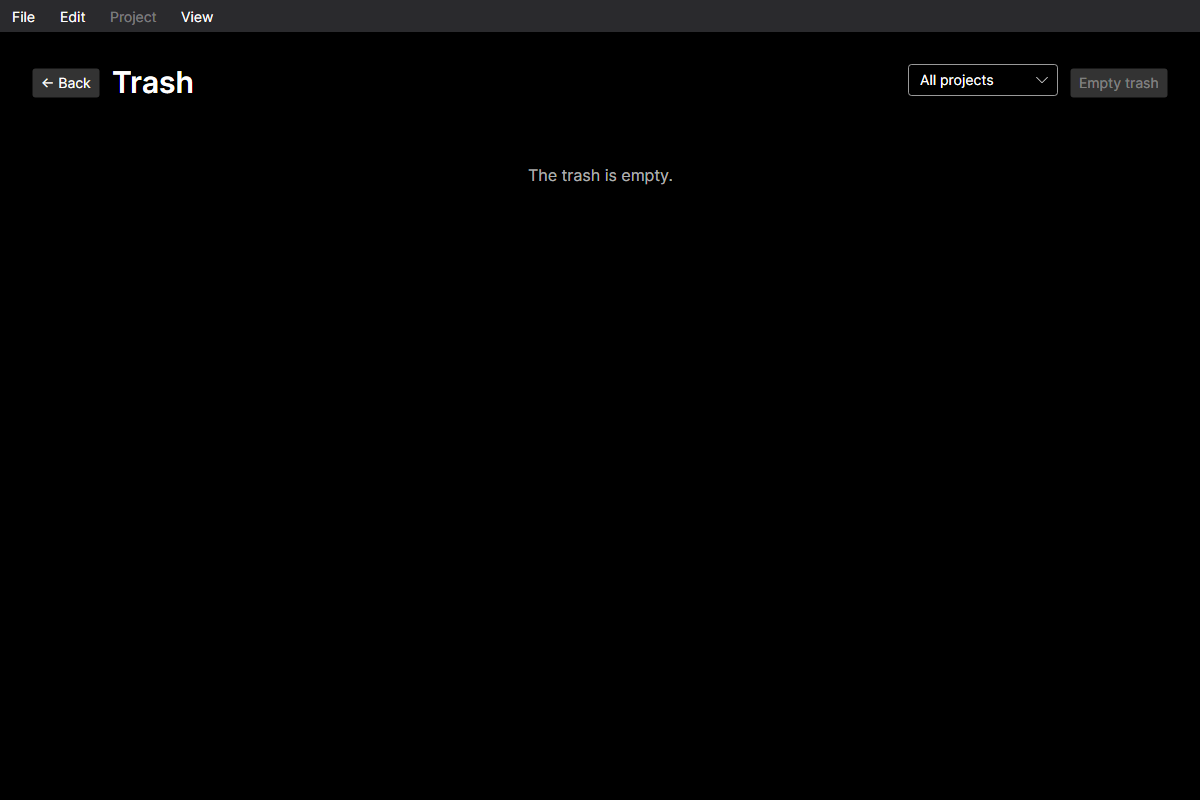 File Edit Project View
← Back Trash All projects Empty trash
The trash is empty.